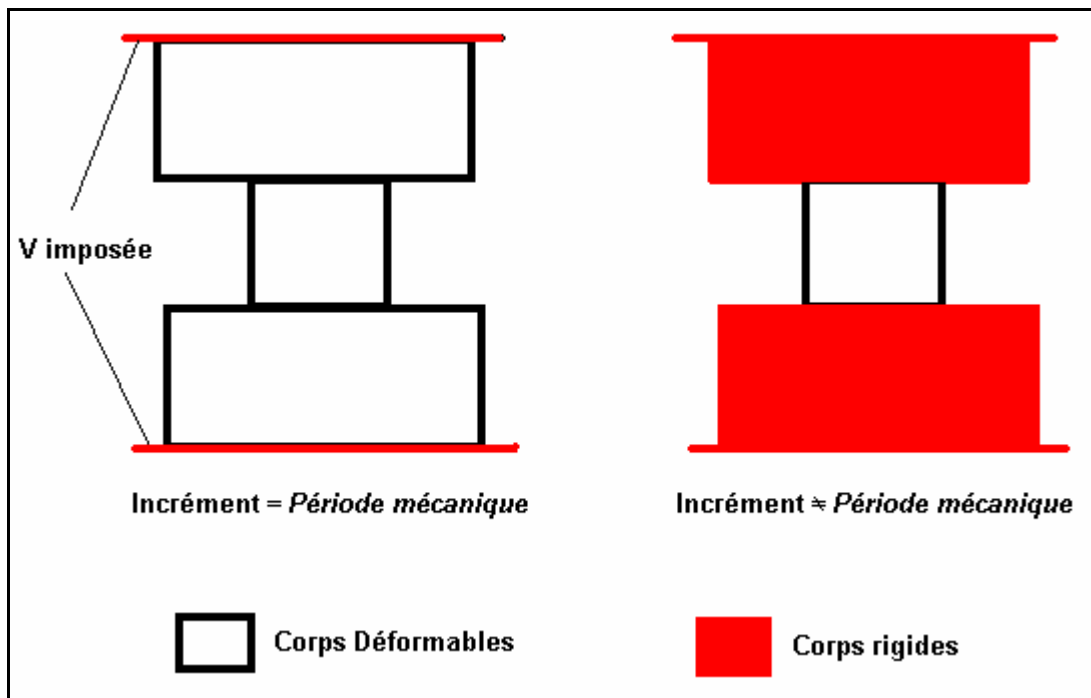 V imposée
Incrément = Période mécanique
Incrément ≠ Période mécanique
Corps Déformables
Corps rigides